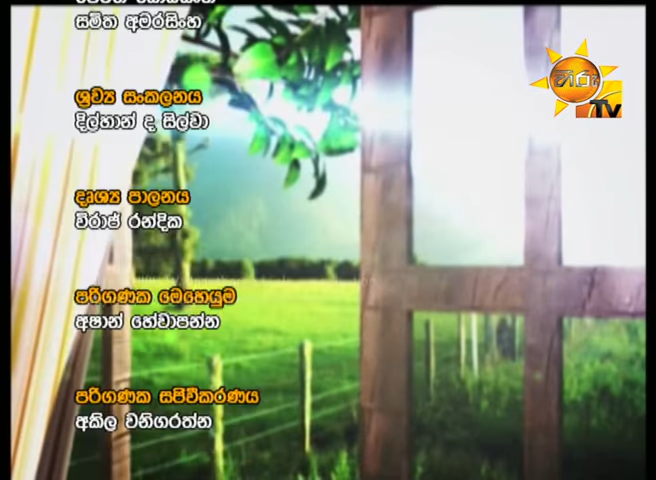 සමිත අමරසිංහ
ශ්‍රව්‍ය සංකලනය
දිල්හාන් ද සිල්වා
දෘශ්‍ය පාලනය
විරාජ් රන්දික
පරිගණක මෙහෙයුම
අෂාන් හේවාපන්න
පරිගණක සජිවීකරණය
අකිල වනිගරත්න
හිරු
TV